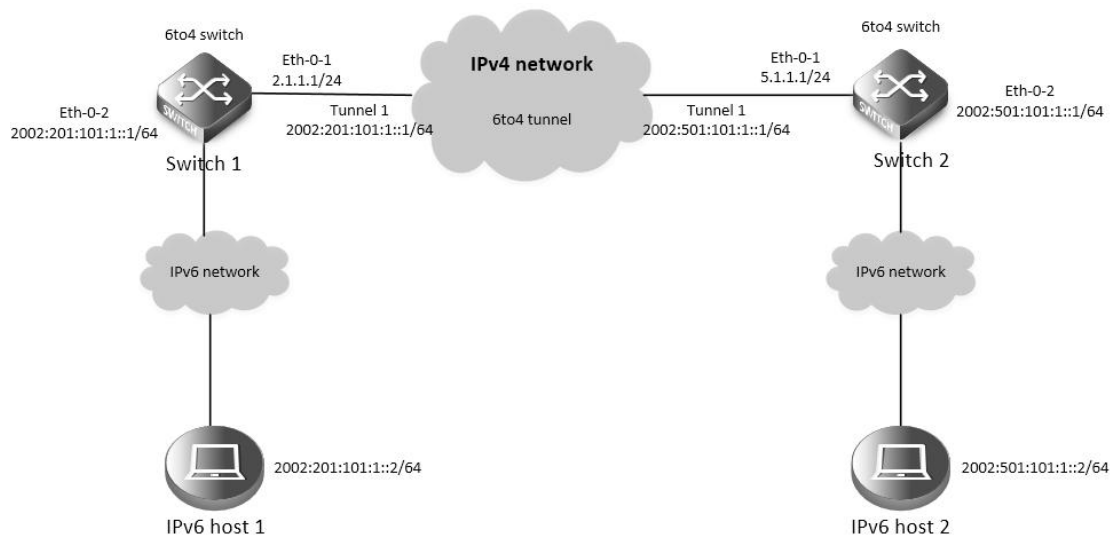 6to4 switch
6to4 switch
Eth-0-1
2.1.1.1/24
IPv4 network
Eth-0-1
5.1.1.1/24
Eth-0-2
2002:201:101:1::1/64
SWITCH
Tunnel 1
2002:201:101:1::1/64
6to4 tunnel
Tunnel 1
2002:501:101:1::1/64
SWITCH
Eth-0-2
2002:501:101:1::1/64
Switch 1
Switch 2
IPv6 network
IPv6 network
2002:201:101:1::2/64
2002:501:101:1::2/64
IPv6 host 1
IPv6 host 2